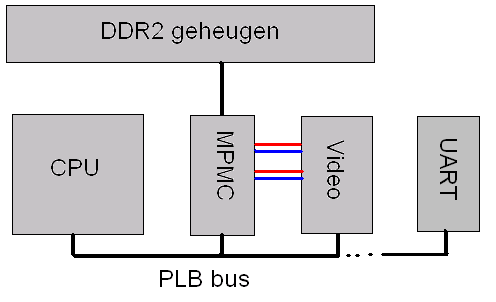 DDR2 geheugen
CPU
MPMC
Video
UART
PLB bus